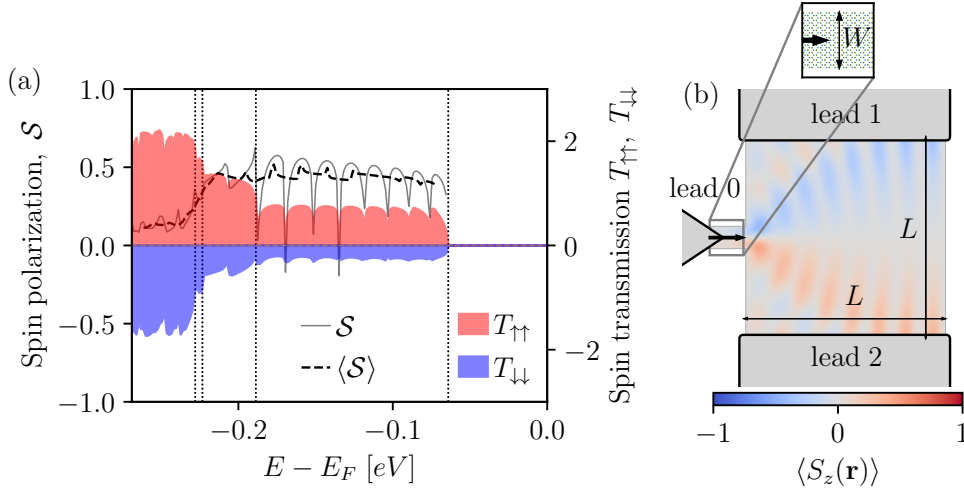 (a)
Spin polarization, 𝒮
1.0
0.5
0.0
−0.5
−1.0
−0.2
−0.1
0.0
E − E_F [eV]
𝒮
⟨𝒮⟩
T↑↑
T↓↓
2
0
−2
Spin transmission T↑↑, T↓↓
(b)
W
lead 1
lead 0
L
L
lead 2
−1
0
1
⟨S_z(𝐫)⟩